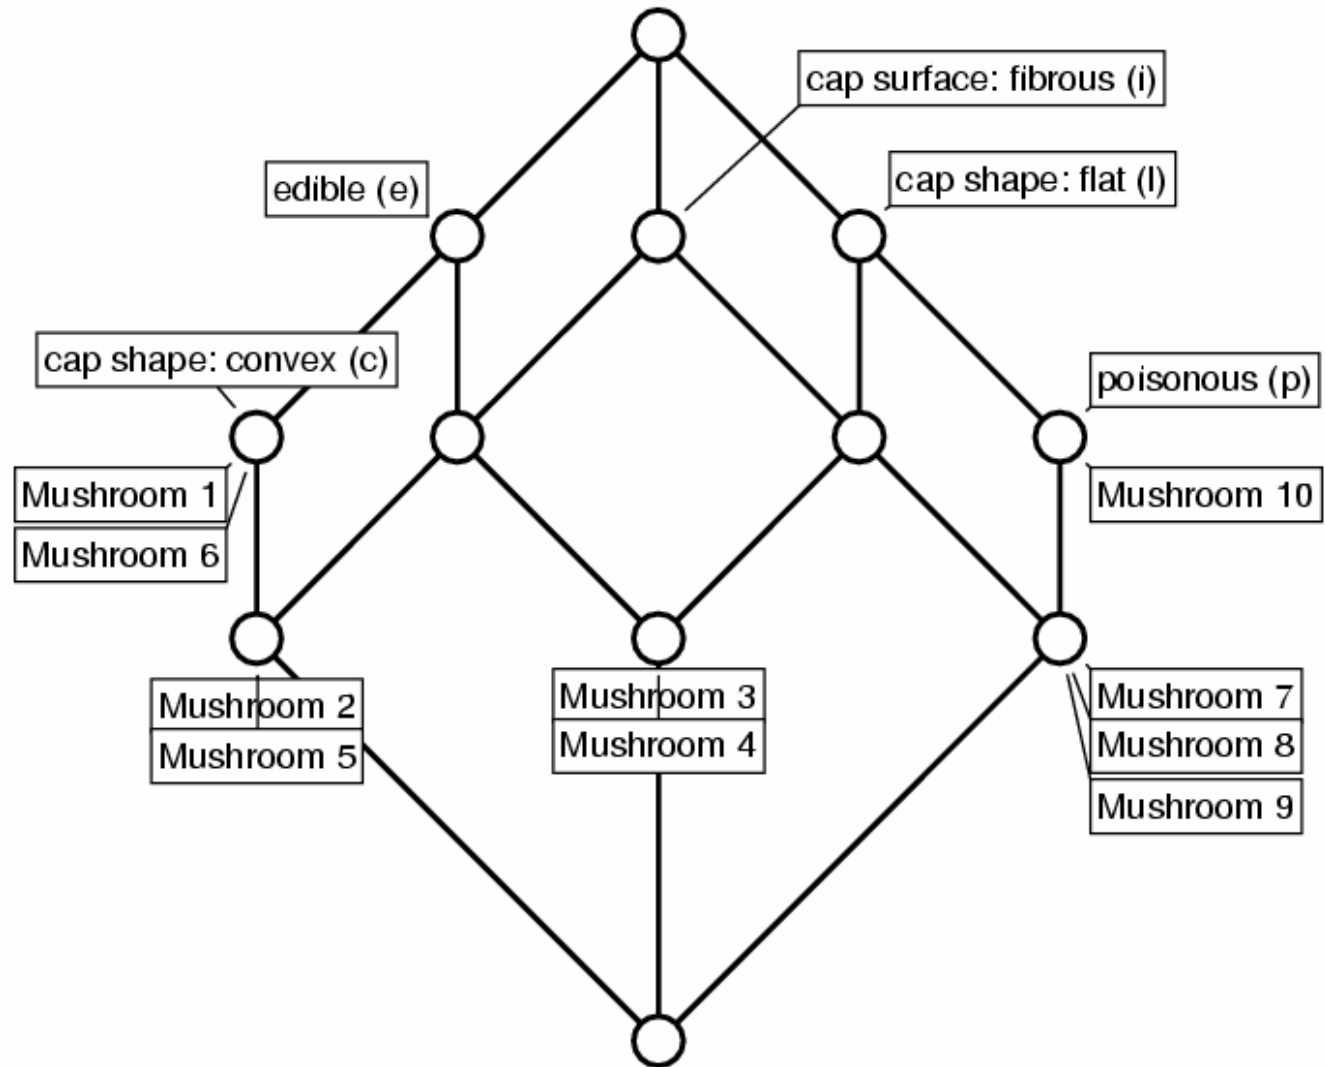 cap surface: fibrous (i)
cap shape: flat (l)
edible (e)
cap shape: convex (c)
poisonous (p)
Mushroom 1
Mushroom 10
Mushroom 6
Mushroom 2
Mushroom 3
Mushroom 7
Mushroom 5
Mushroom 4
Mushroom 8
Mushroom 9